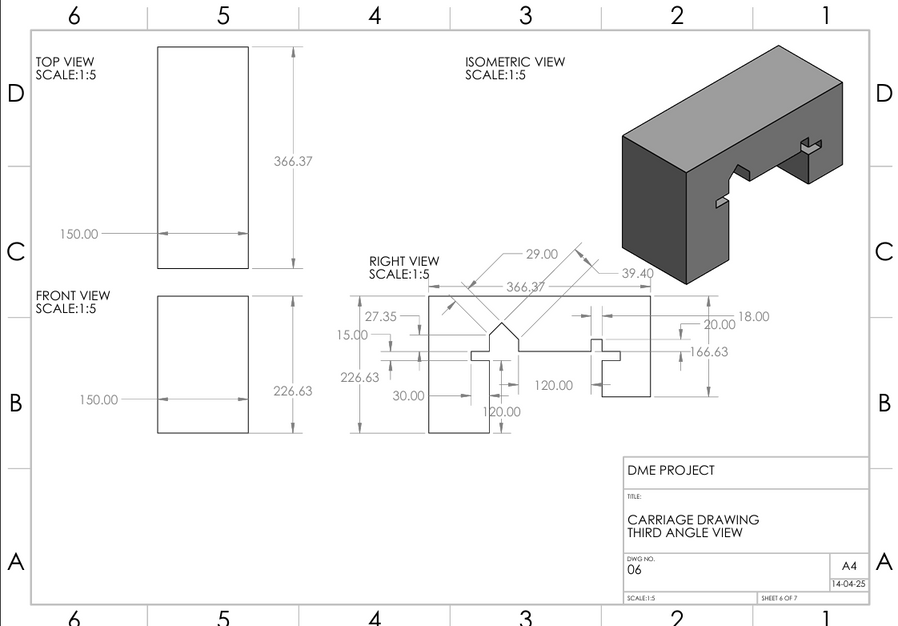 6 5 4 3 2 1
D
TOP VIEW
SCALE:1:5
ISOMETRIC VIEW
SCALE:1:5
D
366.37
150.00
C
RIGHT VIEW
SCALE:1:5
29.00
39.40
366.37
C
FRONT VIEW
SCALE:1:5
27.35
18.00
15.00
20.00
166.63
226.63
226.63
120.00
30.00
150.00
120.00
B
B
DME PROJECT
TITLE:
CARRIAGE DRAWING
THIRD ANGLE VIEW
A
A
DWG NO.
06
A4
14-04-25
SCALE:1:5
SHEET 6 OF 7
6 5 4 3 2 1